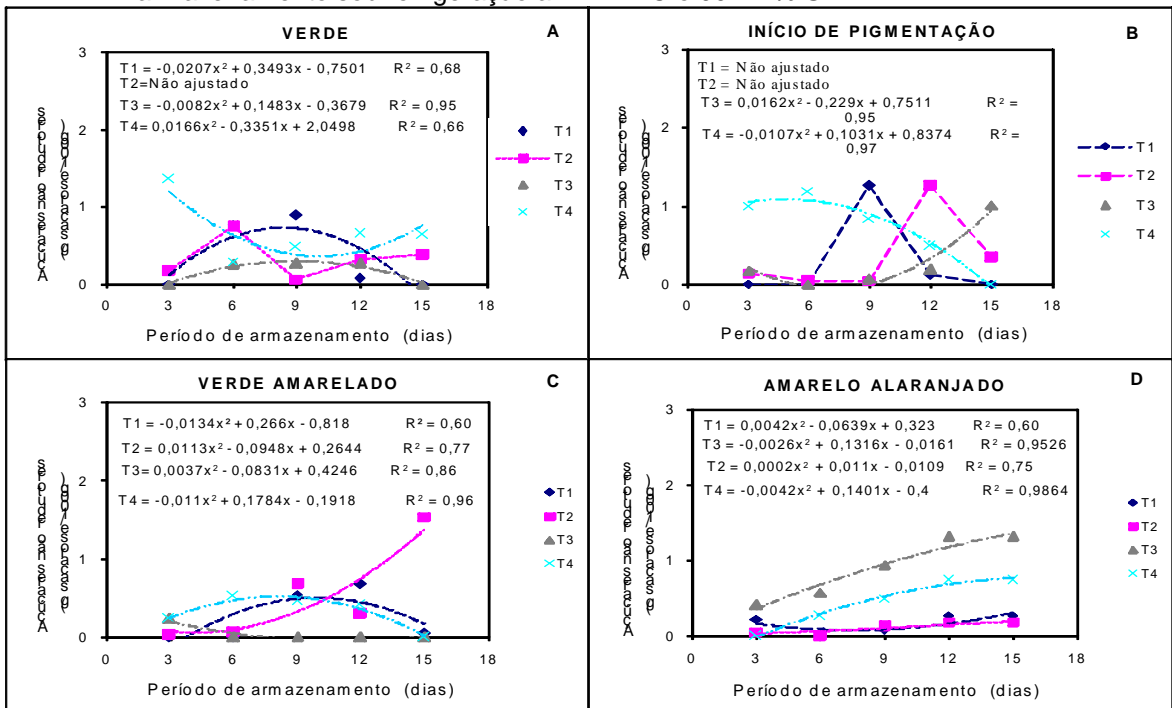 VERDE
A
T1 = -0,0207x² + 0,3493x - 0,7501 R² = 0,68
T2=Não ajustado
T3 = -0,0082x² + 0,1483x - 0,3679 R² = 0,95
T4= 0,0166x² - 0,3351x + 2,0498 R² = 0,66
3
2
1
0
0 3 6 9 12 15 18
Período de armazenamento (dias)
T1
T2
T3
T4
INÍCIO DE PIGMENTAÇÃO
B
T1 = Não ajustado
T2 = Não ajustado
T3 = 0,0162x² - 0,229x + 0,7511 R² =
0,95
T4 = -0,0107x² + 0,1031x + 0,8374 R² =
0,97
3
2
1
0
0 3 6 9 12 15 18
Período de armazenamento (dias)
T1
T2
T3
T4
VERDE AMARELADO
C
T1 = -0,0134x² + 0,266x - 0,818 R² = 0,60
T2 = 0,0113x² - 0,0948x + 0,2644 R² = 0,77
T3= 0,0037x² - 0,0831x + 0,4246 R² = 0,86
T4 = -0,011x² + 0,1784x - 0,1918 R² = 0,96
3
2
1
0
0 3 6 9 12 15 18
Período de armazenamento (dias)
T1
T2
T3
T4
AMARELO ALARANJADO
D
T1 = 0,0042x² - 0,0639x + 0,323 R² = 0,60
T3 = -0,0026x² + 0,1316x - 0,0161 R² = 0,9526
T2 = 0,0002x² + 0,011x - 0,0109 R² = 0,75
T4 = -0,0042x² + 0,1401x - 0,4 R² = 0,9864
3
2
1
0
0 3 6 9 12 15 18
Período de armazenamento (dias)
T1
T2
T3
T4